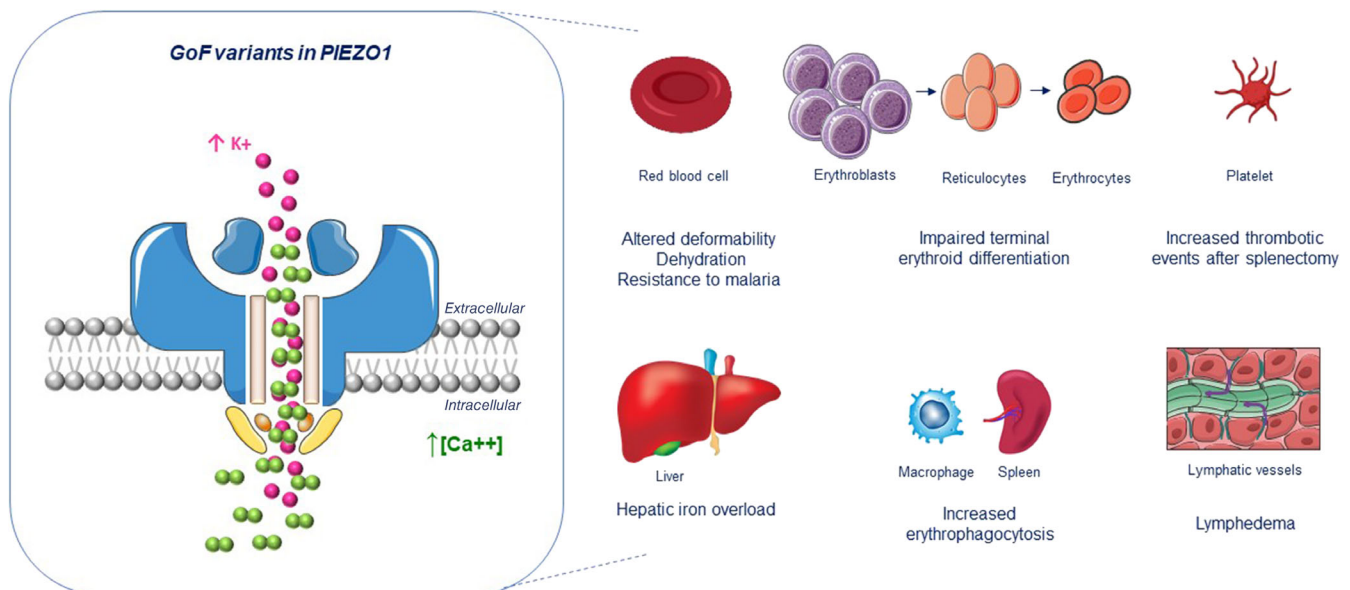 GoF variants in PIEZO1
↑ K+
Extracellular
Intracellular
↑[Ca++]
Red blood cell
Erythroblasts
Reticulocytes
Erythrocytes
Platelet
Altered deformability
Dehydration
Resistance to malaria
Impaired terminal
erythroid differentiation
Increased thrombotic
events after splenectomy
Liver
Macrophage
Spleen
Lymphatic vessels
Hepatic iron overload
Increased
erythrophagocytosis
Lymphedema